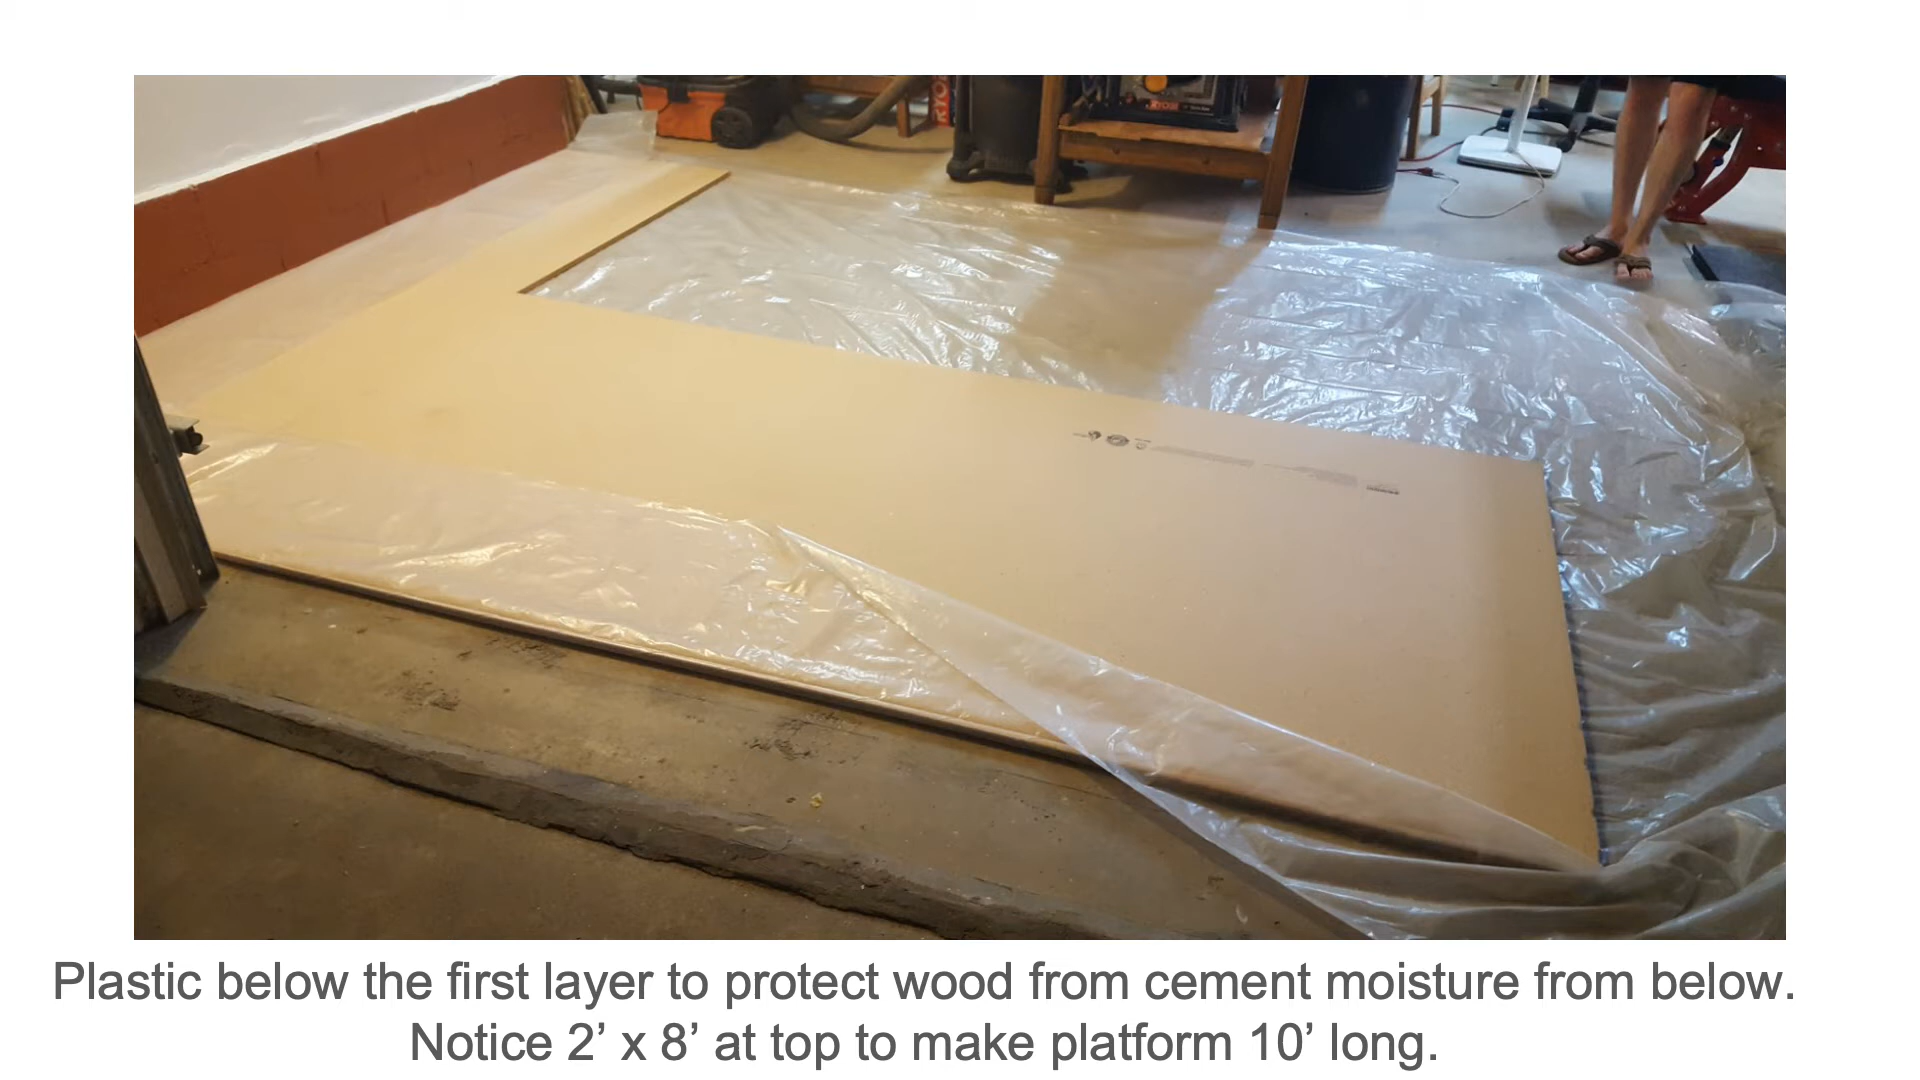 RYOBI
Plastic below the first layer to protect wood from cement moisture from below.
Notice 2’ x 8’ at top to make platform 10’ long.